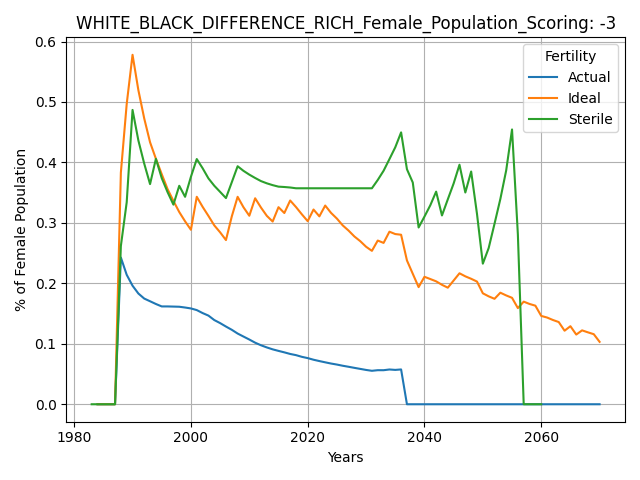 WHITE_BLACK_DIFFERENCE_RICH_Female_Population_Scoring: -3
Fertility
Actual
Ideal
Sterile
% of Female Population
0.6
0.5
0.4
0.3
0.2
0.1
0.0
1980 2000 2020 2040 2060
Years